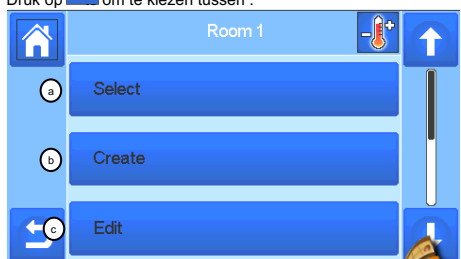 Druk op om te kiezen tussen :
Room 1
a Select
b Create
c Edit